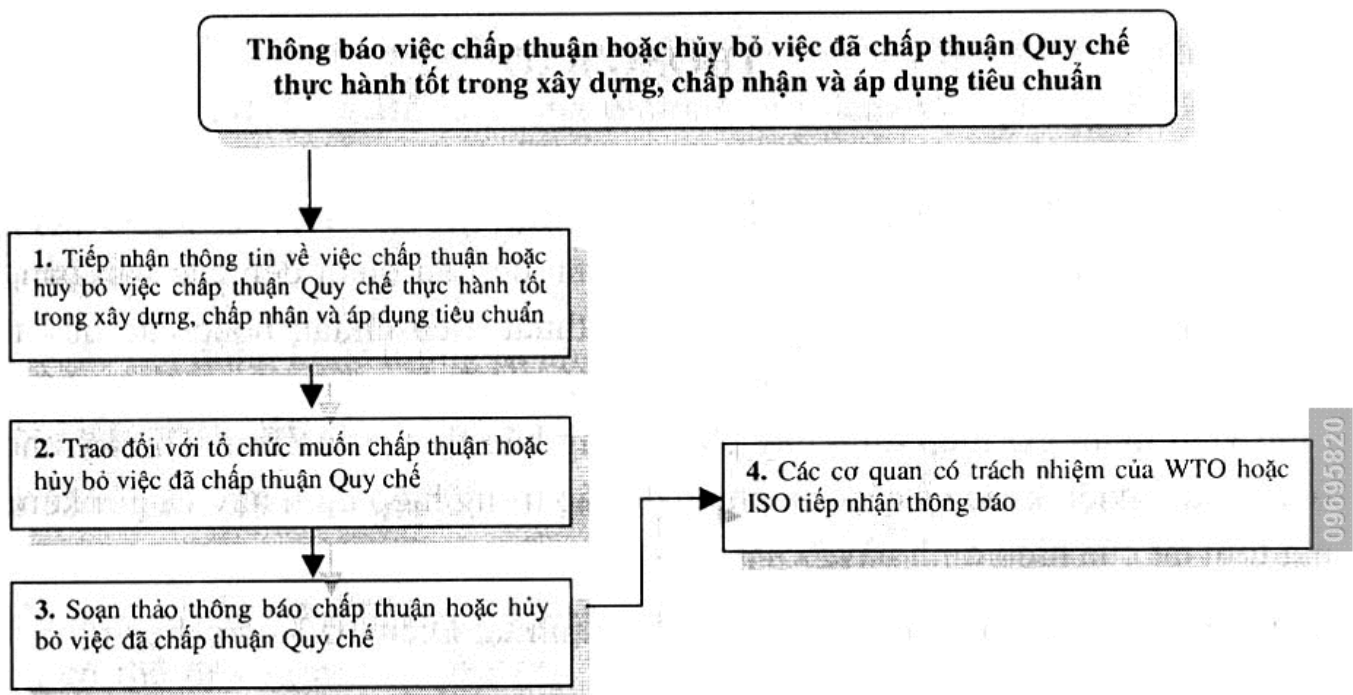 Thông báo việc chấp thuận hoặc hủy bỏ việc đã chấp thuận Quy chế
thực hành tốt trong xây dựng, chấp nhận và áp dụng tiêu chuẩn
1. Tiếp nhận thông tin về việc chấp thuận hoặc
hủy bỏ việc chấp thuận Quy chế thực hành tốt
trong xây dựng, chấp nhận và áp dụng tiêu chuẩn
2. Trao đổi với tổ chức muốn chấp thuận hoặc
hủy bỏ việc đã chấp thuận Quy chế
3. Soạn thảo thông báo chấp thuận hoặc hủy
bỏ việc đã chấp thuận Quy chế
4. Các cơ quan có trách nhiệm của WTO hoặc
ISO tiếp nhận thông báo
09695820